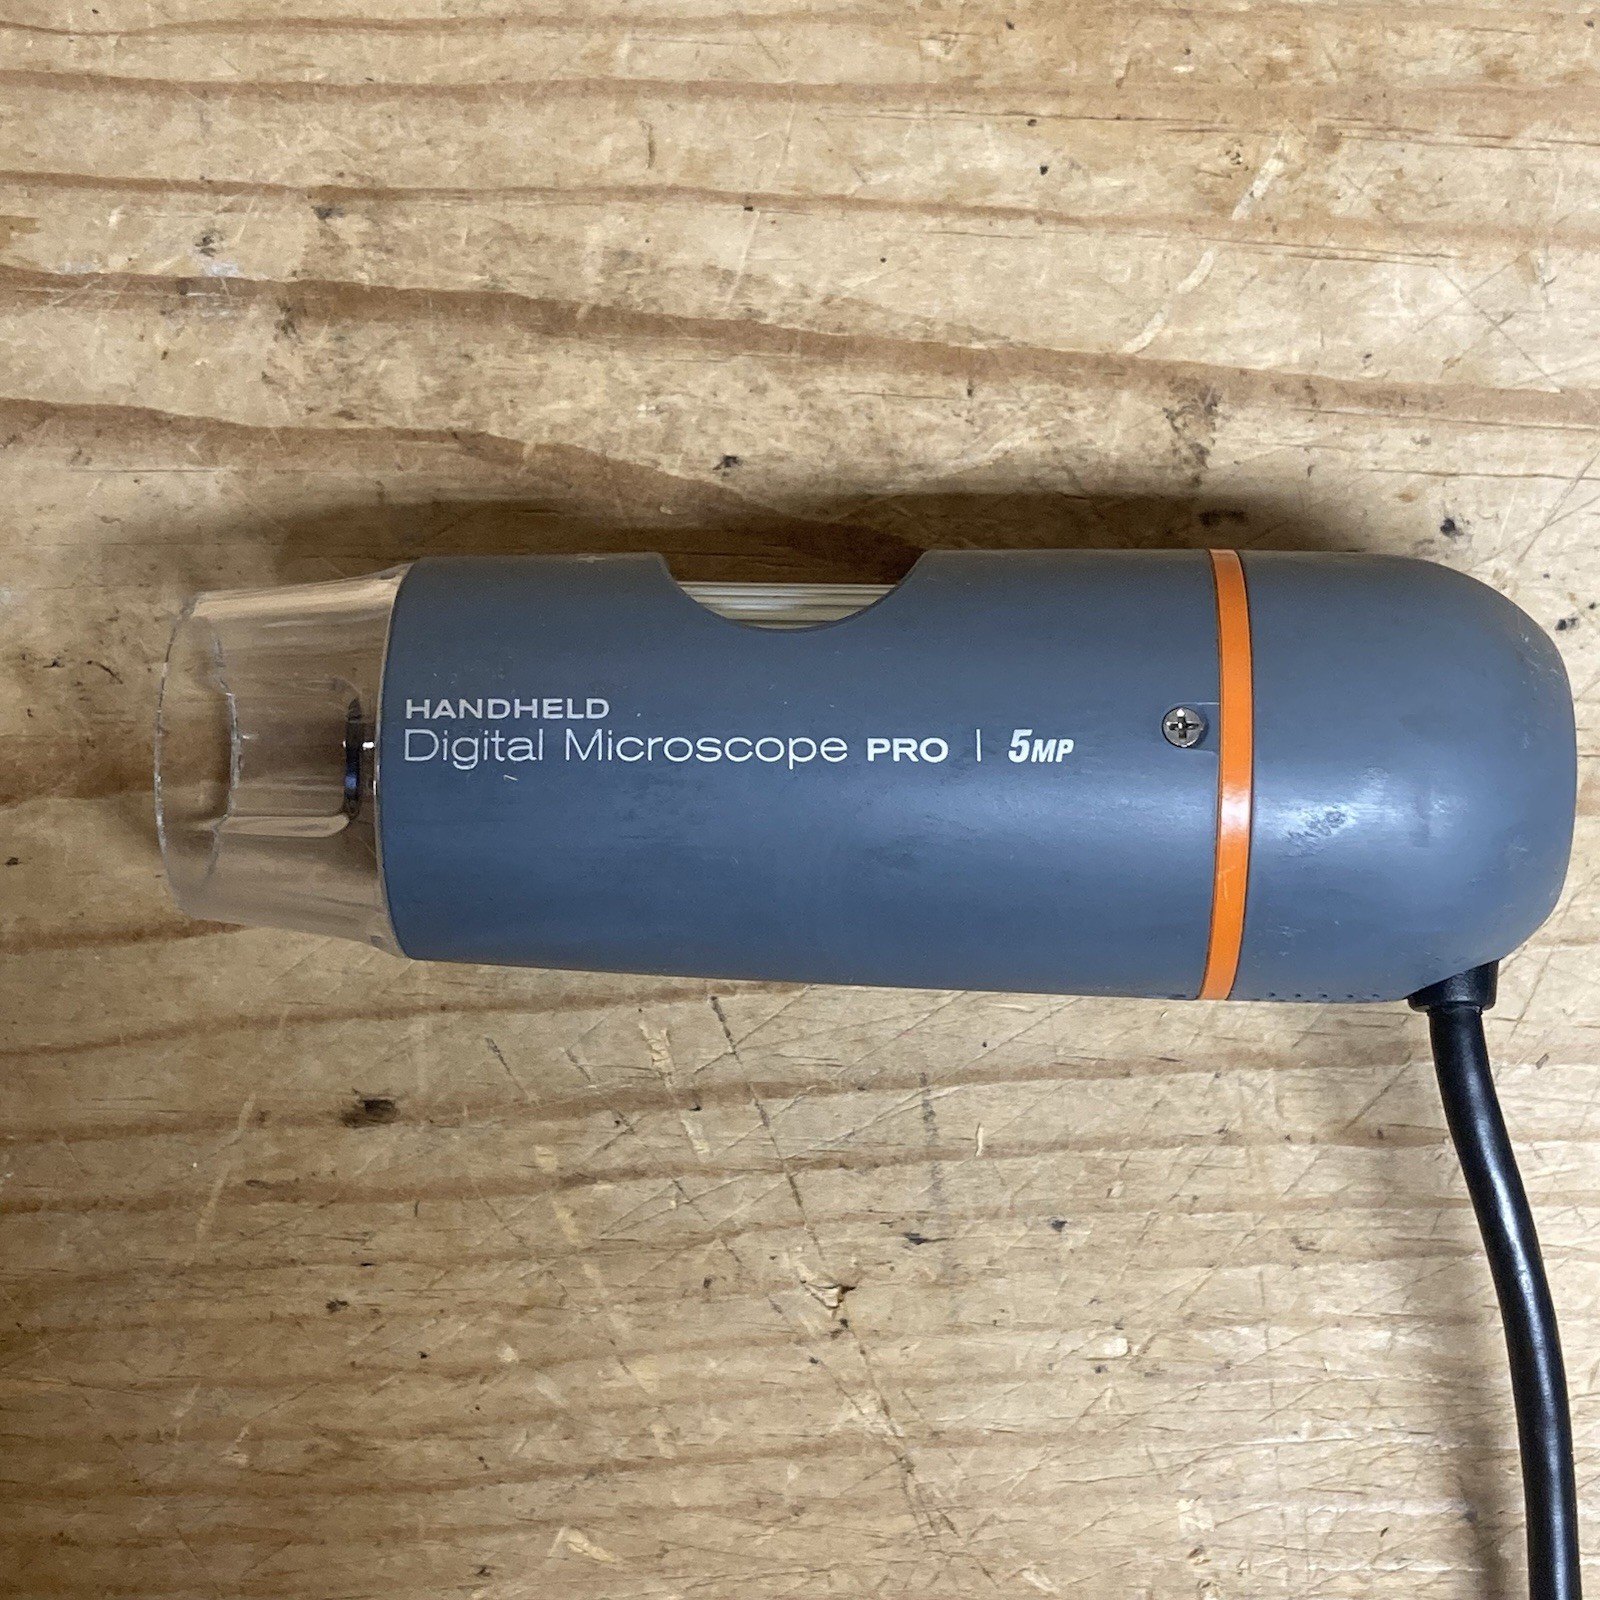 HANDHELD
Digital Microscope PRO | 5MP